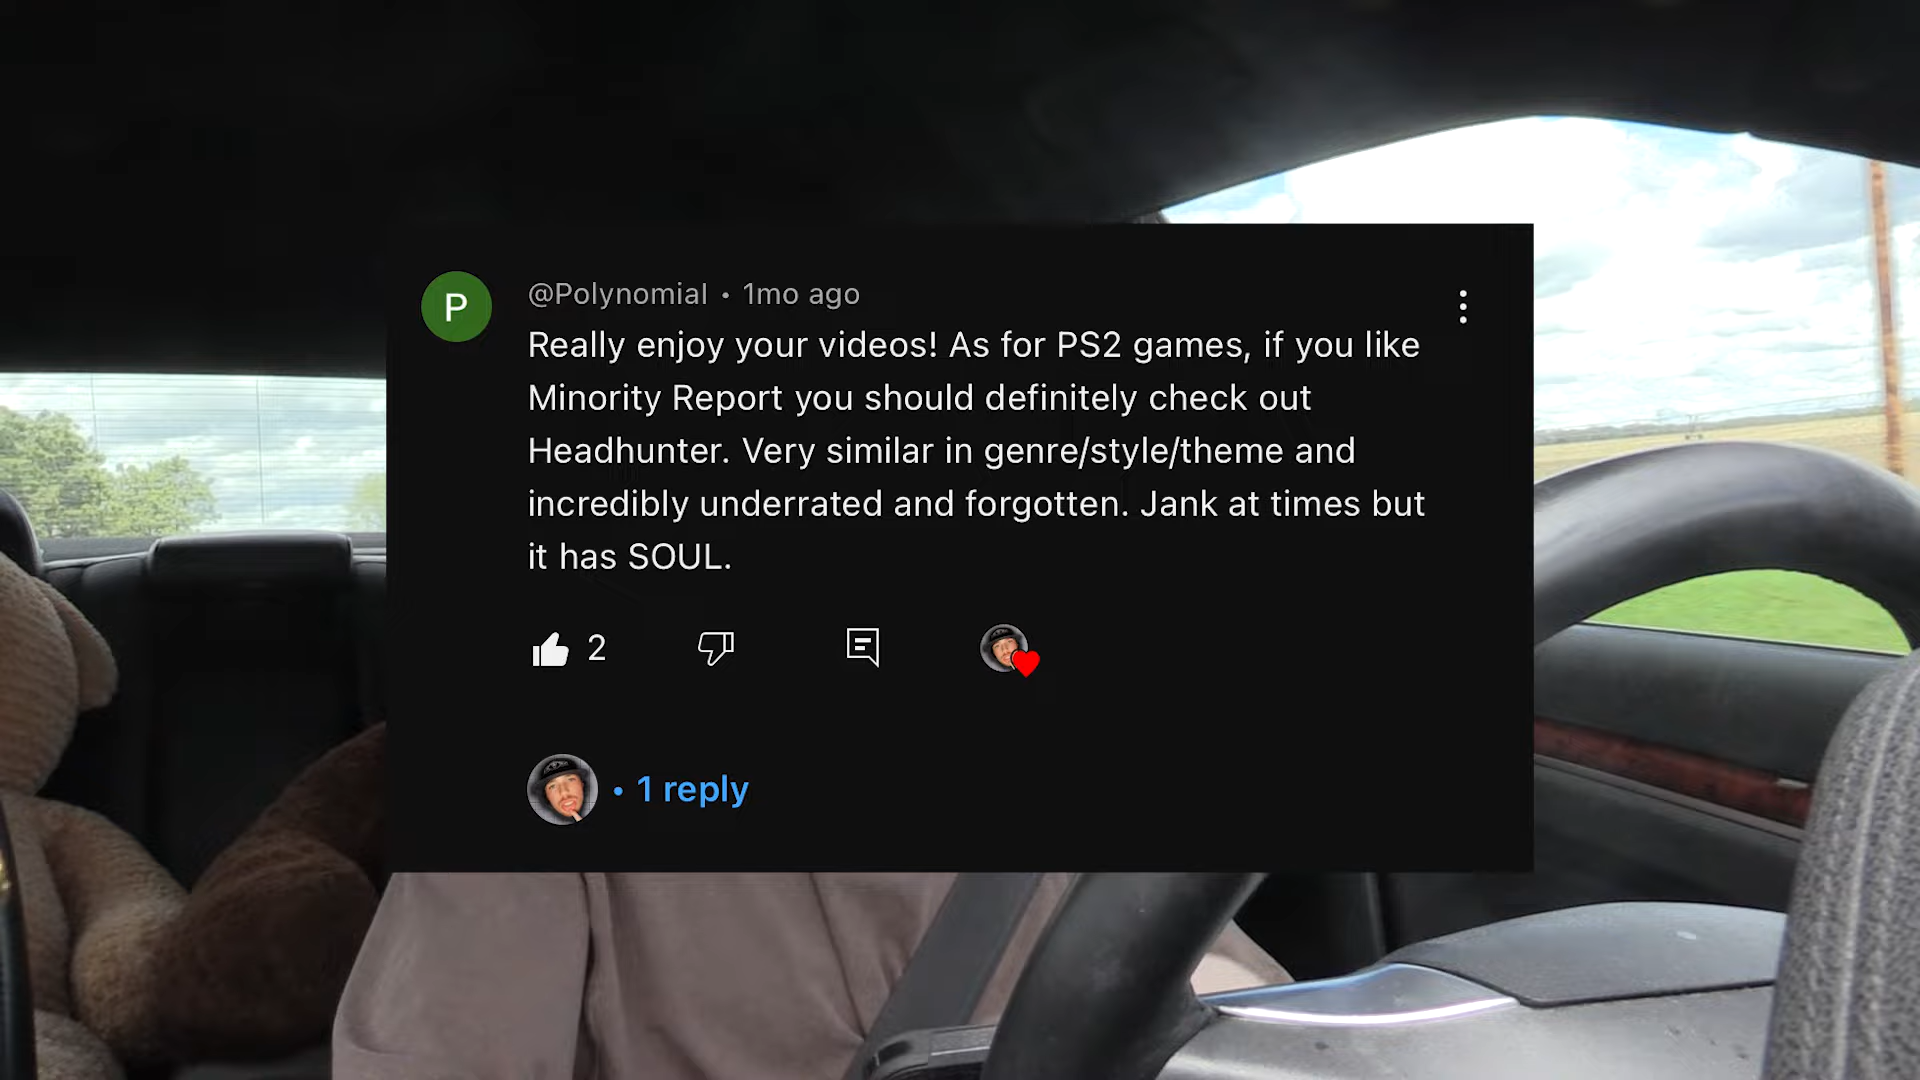 P
@Polynomial • 1mo ago
Really enjoy your videos! As for PS2 games, if you like
Minority Report you should definitely check out
Headhunter. Very similar in genre/style/theme and
incredibly underrated and forgotten. Jank at times but
it has SOUL.
2
• 1 reply